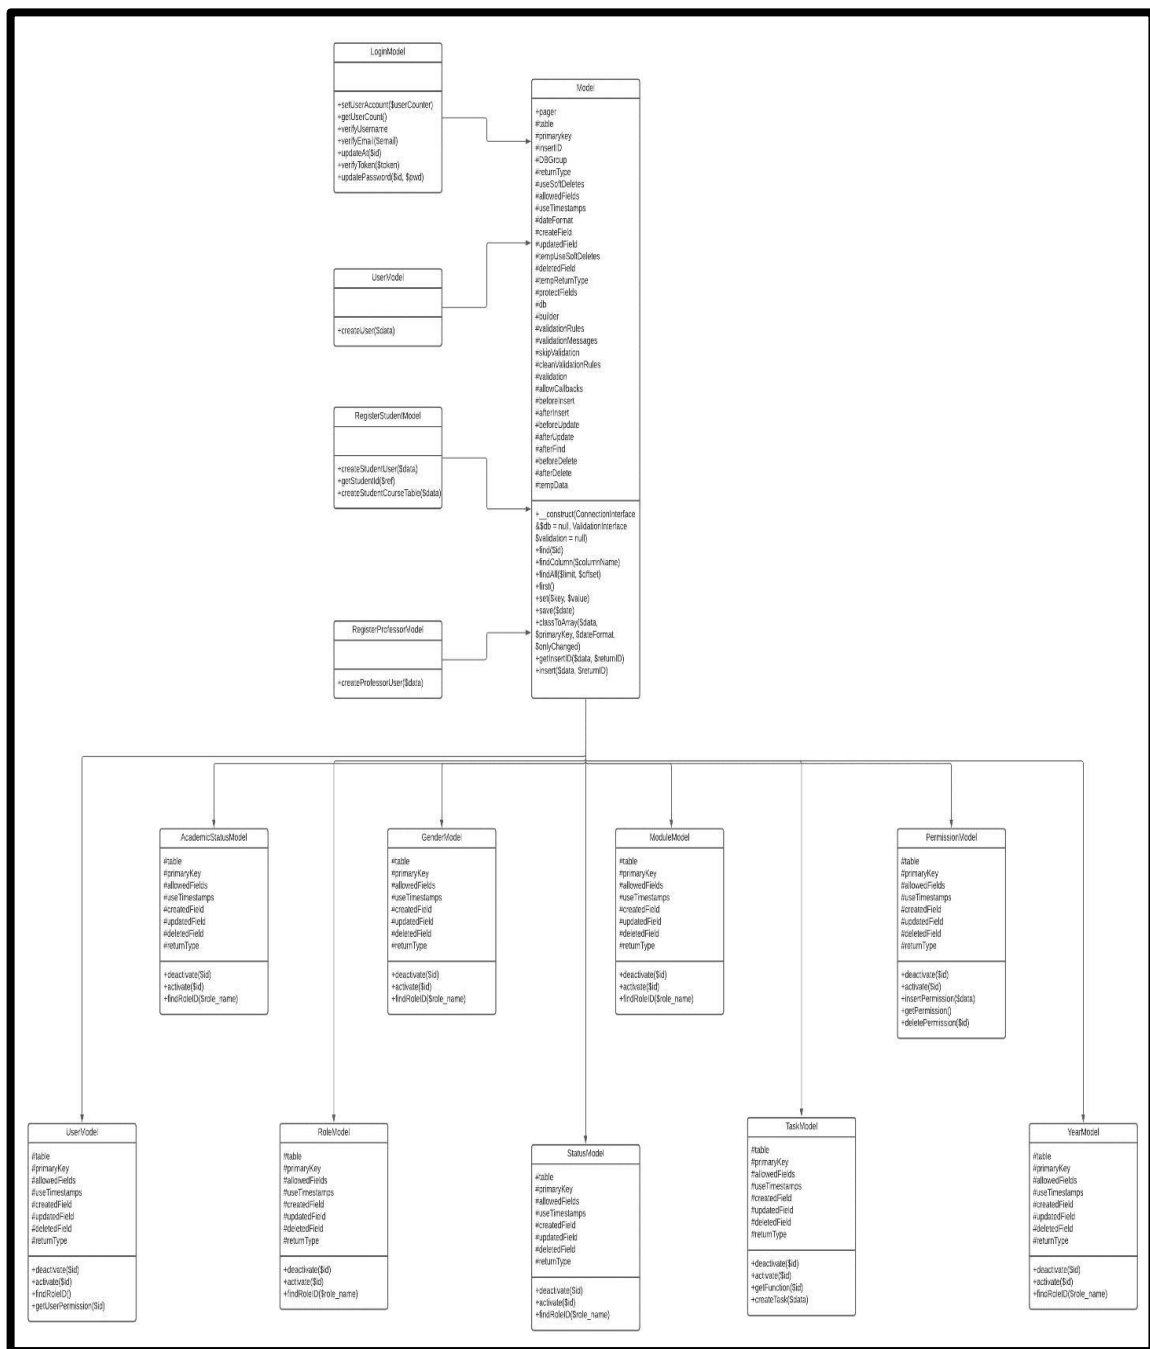 LoginModel
+setUserAccount($userCounter)
+getUserCount()
+verifyUsername
+verifyEmail($email)
+updateAt($id)
+verifyToken($token)
+updatePassword($id, $pwd)
UserModel
+createUser($data)
RegisterStudentModel
+createStudentUser($data)
+getStudentId($ref)
+createStudentCourseTable($data)
RegisterProfessorModel
+createProfessorUser($data)
Model
+pager
#table
#primarykey
#insertID
#DBGroup
#returnType
#useSoftDeletes
#allowedFields
#useTimestamps
#dateFormat
#createField
#updatedField
#tempUseSoftDeletes
#deletedField
#tempReturnType
#protectFields
#db
#builder
#validationRules
#validationMessages
#skipValidation
#cleanValidationRules
#validation
#allowCallbacks
#beforeInsert
#afterInsert
#beforeUpdate
#afterUpdate
#afterFind
#beforeDelete
#afterDelete
#tempData
+__construct(ConnectionInterface
&$db = null, ValidationInterface
$validation = null)
+find($id)
+findColumn($columnName)
+findAll($limit, $offset)
+first()
+set($key, $value)
+save($date)
+classToArray($data,
$primaryKey, $dateFormat,
$onlyChanged)
+getInsertID($data, $returnID)
+insert($data, $returnID)
AcademicStatusModel
#table
#primaryKey
#allowedFields
#useTimestamps
#createdField
#updatedField
#deletedField
#returnType
+deactivate($id)
+activate($id)
+findRoleID($role_name)
GenderModel
#table
#primaryKey
#allowedFields
#useTimestamps
#createdField
#updatedField
#deletedField
#returnType
+deactivate($id)
+activate($id)
+findRoleID($role_name)
ModuleModel
#table
#primaryKey
#allowedFields
#useTimestamps
#createdField
#updatedField
#deletedField
#returnType
+deactivate($id)
+activate($id)
+findRoleID($role_name)
PermissionModel
#table
#primaryKey
#allowedFields
#useTimestamps
#createdField
#updatedField
#deletedField
#returnType
+deactivate($id)
+activate($id)
+insertPermission($data)
+getPermission()
+deletePermission($id)
UserModel
#table
#primaryKey
#allowedFields
#useTimestamps
#createdField
#updatedField
#deletedField
#returnType
+deactivate($id)
+activate($id)
+findRoleID()
+getUserPermission($id)
RoleModel
#table
#primaryKey
#allowedFields
#useTimestamps
#createdField
#updatedField
#deletedField
#returnType
+deactivate($id)
+activate($id)
+findRoleID($role_name)
StatusModel
#table
#primaryKey
#allowedFields
#useTimestamps
#createdField
#updatedField
#deletedField
#returnType
+deactivate($id)
+activate($id)
+findRoleID($role_name)
TaskModel
#table
#primaryKey
#allowedFields
#useTimestamps
#createdField
#updatedField
#deletedField
#returnType
+deactivate($id)
+activate($id)
+getFunction($id)
+createTask($data)
YearModel
#table
#primaryKey
#allowedFields
#useTimestamps
#createdField
#updatedField
#deletedField
#returnType
+deactivate($id)
+activate($id)
+findRoleID($role_name)